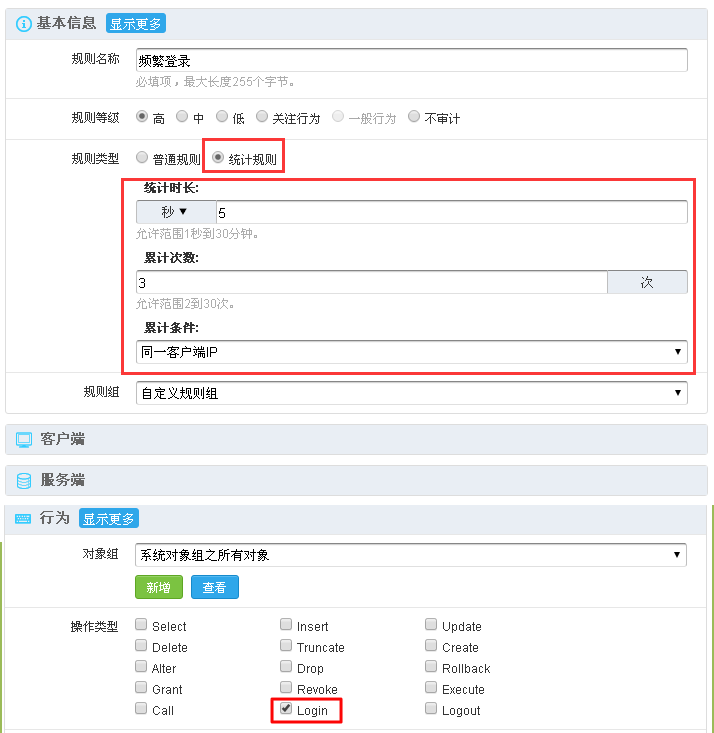 基本信息 显示更多
规则名称 频繁登录
必填项，最大长度255个字节。
规则等级 高 中 低 关注行为 一般行为 不审计
规则类型 普通规则 统计规则
统计时长:
秒▼ 5
允许范围1秒到30分钟。
累计次数:
3 次
允许范围2到30次。
累计条件:
同一客户端IP ▼
规则组 自定义规则组 ▼
客户端
服务端
行为 显示更多
对象组 系统对象组之所有对象 ▼
新增 查看
操作类型 Select Insert Update
Delete Truncate Create
Alter Drop Rollback
Grant Revoke Execute
Call Login Logout